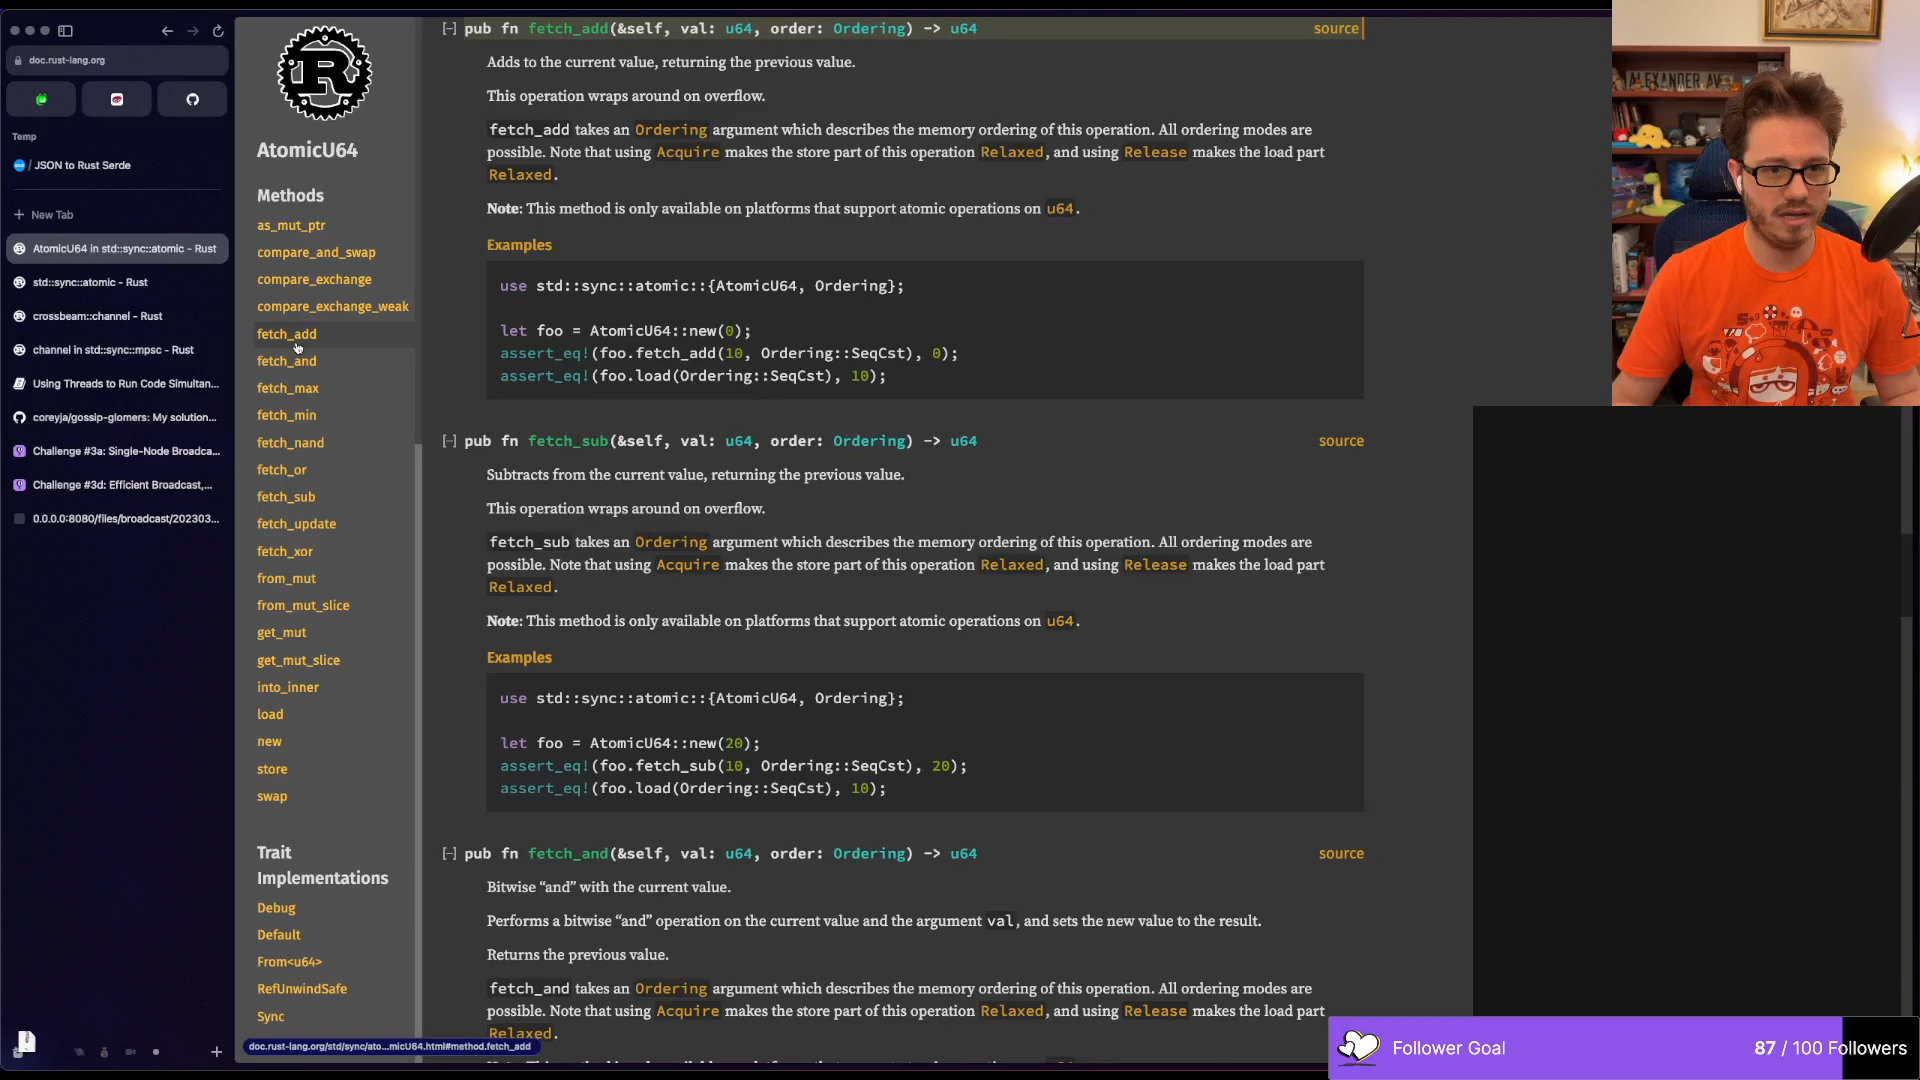 doc.rust-lang.org
Temp
/ JSON to Rust Serde
New Tab
AtomicU64 in std::sync::atomic - Rust
std::sync::atomic - Rust
crossbeam::channel - Rust
channel in std::sync::mpsc - Rust
Using Threads to Run Code Simultan...
coreyja/gossip-glomers: My solution...
Challenge #3a: Single-Node Broadca...
Challenge #3d: Efficient Broadcast,...
0.0.0.0:8080/files/broadcast/202303...
R
AtomicU64
Methods
as_mut_ptr
compare_and_swap
compare_exchange
compare_exchange_weak
fetch_add
fetch_and
fetch_max
fetch_min
fetch_nand
fetch_or
fetch_sub
fetch_update
fetch_xor
from_mut
from_mut_slice
get_mut
get_mut_slice
into_inner
load
new
store
swap
Trait
Implementations
Debug
Default
From<u64>
RefUnwindSafe
Sync
doc.rust-lang.org/std/sync/ato...micU64.html#method.fetch_add
[-] pub fn fetch_add(&self, val: u64, order: Ordering) -> u64 source
Adds to the current value, returning the previous value.
This operation wraps around on overflow.
fetch_add takes an Ordering argument which describes the memory ordering of this operation. All ordering modes are
possible. Note that using Acquire makes the store part of this operation Relaxed, and using Release makes the load part
Relaxed.
Note: This method is only available on platforms that support atomic operations on u64.
Examples
use std::sync::atomic::{AtomicU64, Ordering};
let foo = AtomicU64::new(0);
assert_eq!(foo.fetch_add(10, Ordering::SeqCst), 0);
assert_eq!(foo.load(Ordering::SeqCst), 10);
[-] pub fn fetch_sub(&self, val: u64, order: Ordering) -> u64 source
Subtracts from the current value, returning the previous value.
This operation wraps around on overflow.
fetch_sub takes an Ordering argument which describes the memory ordering of this operation. All ordering modes are
possible. Note that using Acquire makes the store part of this operation Relaxed, and using Release makes the load part
Relaxed.
Note: This method is only available on platforms that support atomic operations on u64.
Examples
use std::sync::atomic::{AtomicU64, Ordering};
let foo = AtomicU64::new(20);
assert_eq!(foo.fetch_sub(10, Ordering::SeqCst), 20);
assert_eq!(foo.load(Ordering::SeqCst), 10);
[-] pub fn fetch_and(&self, val: u64, order: Ordering) -> u64 source
Bitwise “and” with the current value.
Performs a bitwise “and” operation on the current value and the argument val, and sets the new value to the result.
Returns the previous value.
fetch_and takes an Ordering argument which describes the memory ordering of this operation. All ordering modes are
possible. Note that using Acquire makes the store part of this operation Relaxed, and using Release makes the load part
Relaxed.
ALEXANDER AV
Follower Goal
87 / 100 Followers